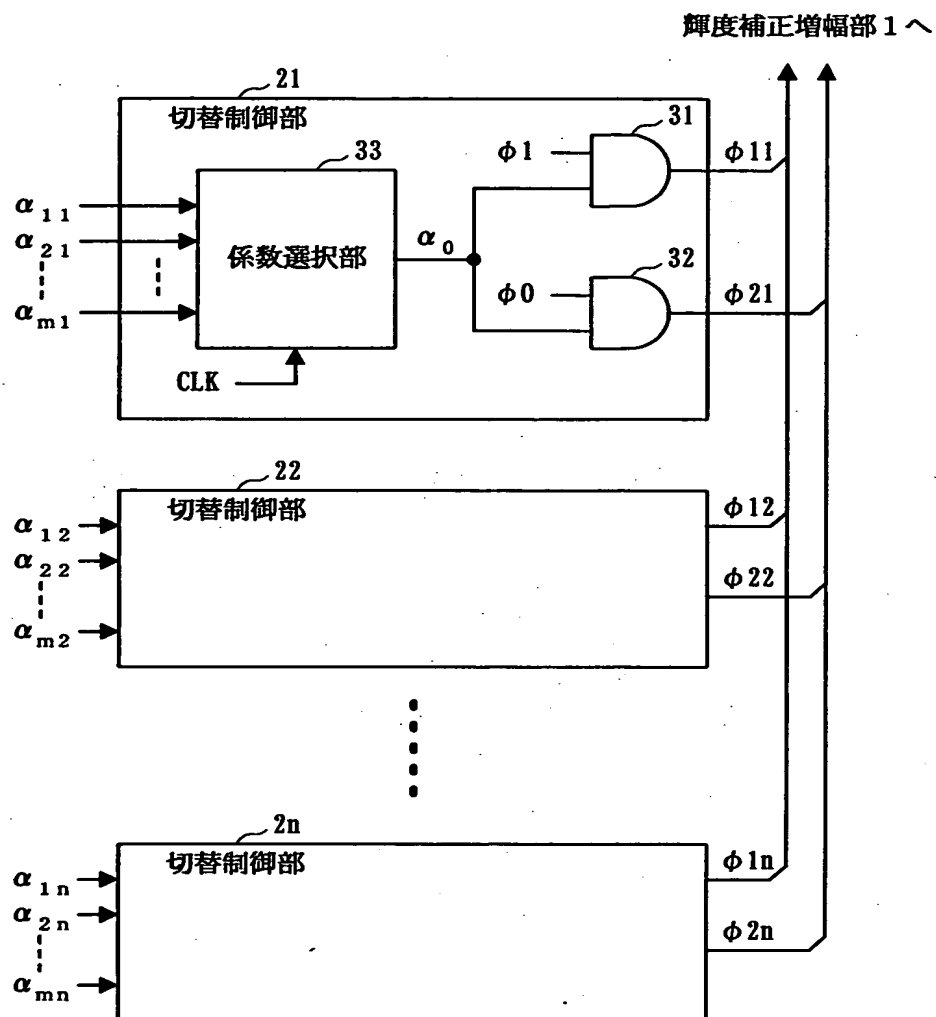 輝度補正増幅部1へ
21
切替制御部
31
33
φ1
φ11
α11
α21
係数選択部
α0
32
φ0
φ21
αm1
CLK
22
切替制御部
φ12
α12
α22
φ22
αm2
2n
切替制御部
φ1n
α1n
α2n
φ2n
αmn